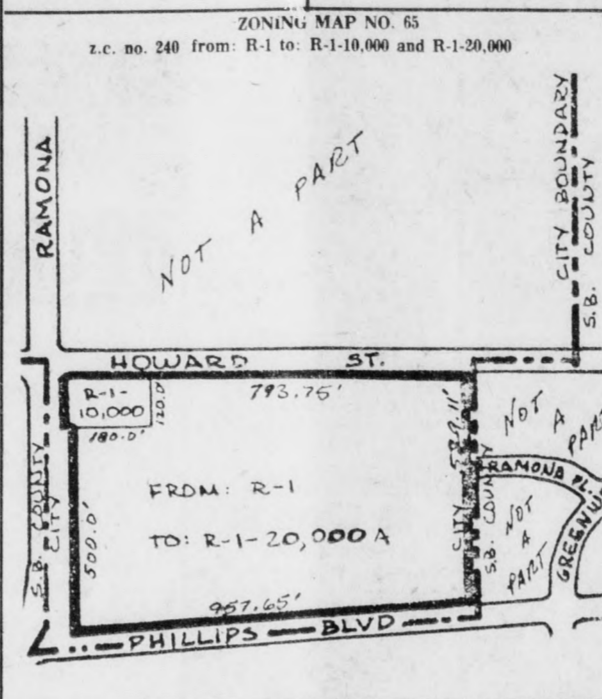 ZONING MAP NO. 65
z.c. no. 240 from: R-1 to: R-1-10,000 and R-1-20,000
RAMONA
NOT A PART
CITY BOUNDARY
S.B. COUNTY
HOWARD ST.
R-1-
10,000
120.0'
180.0'
793.75'
NOT A PART
S.B. COUNTY
CITY
500.0'
FROM: R-1
TO: R-1-20,000 A
CITY
S.B. COUNTY
RAMONA PL.
NOT
A
PART
957.65'
PHILLIPS BLVD